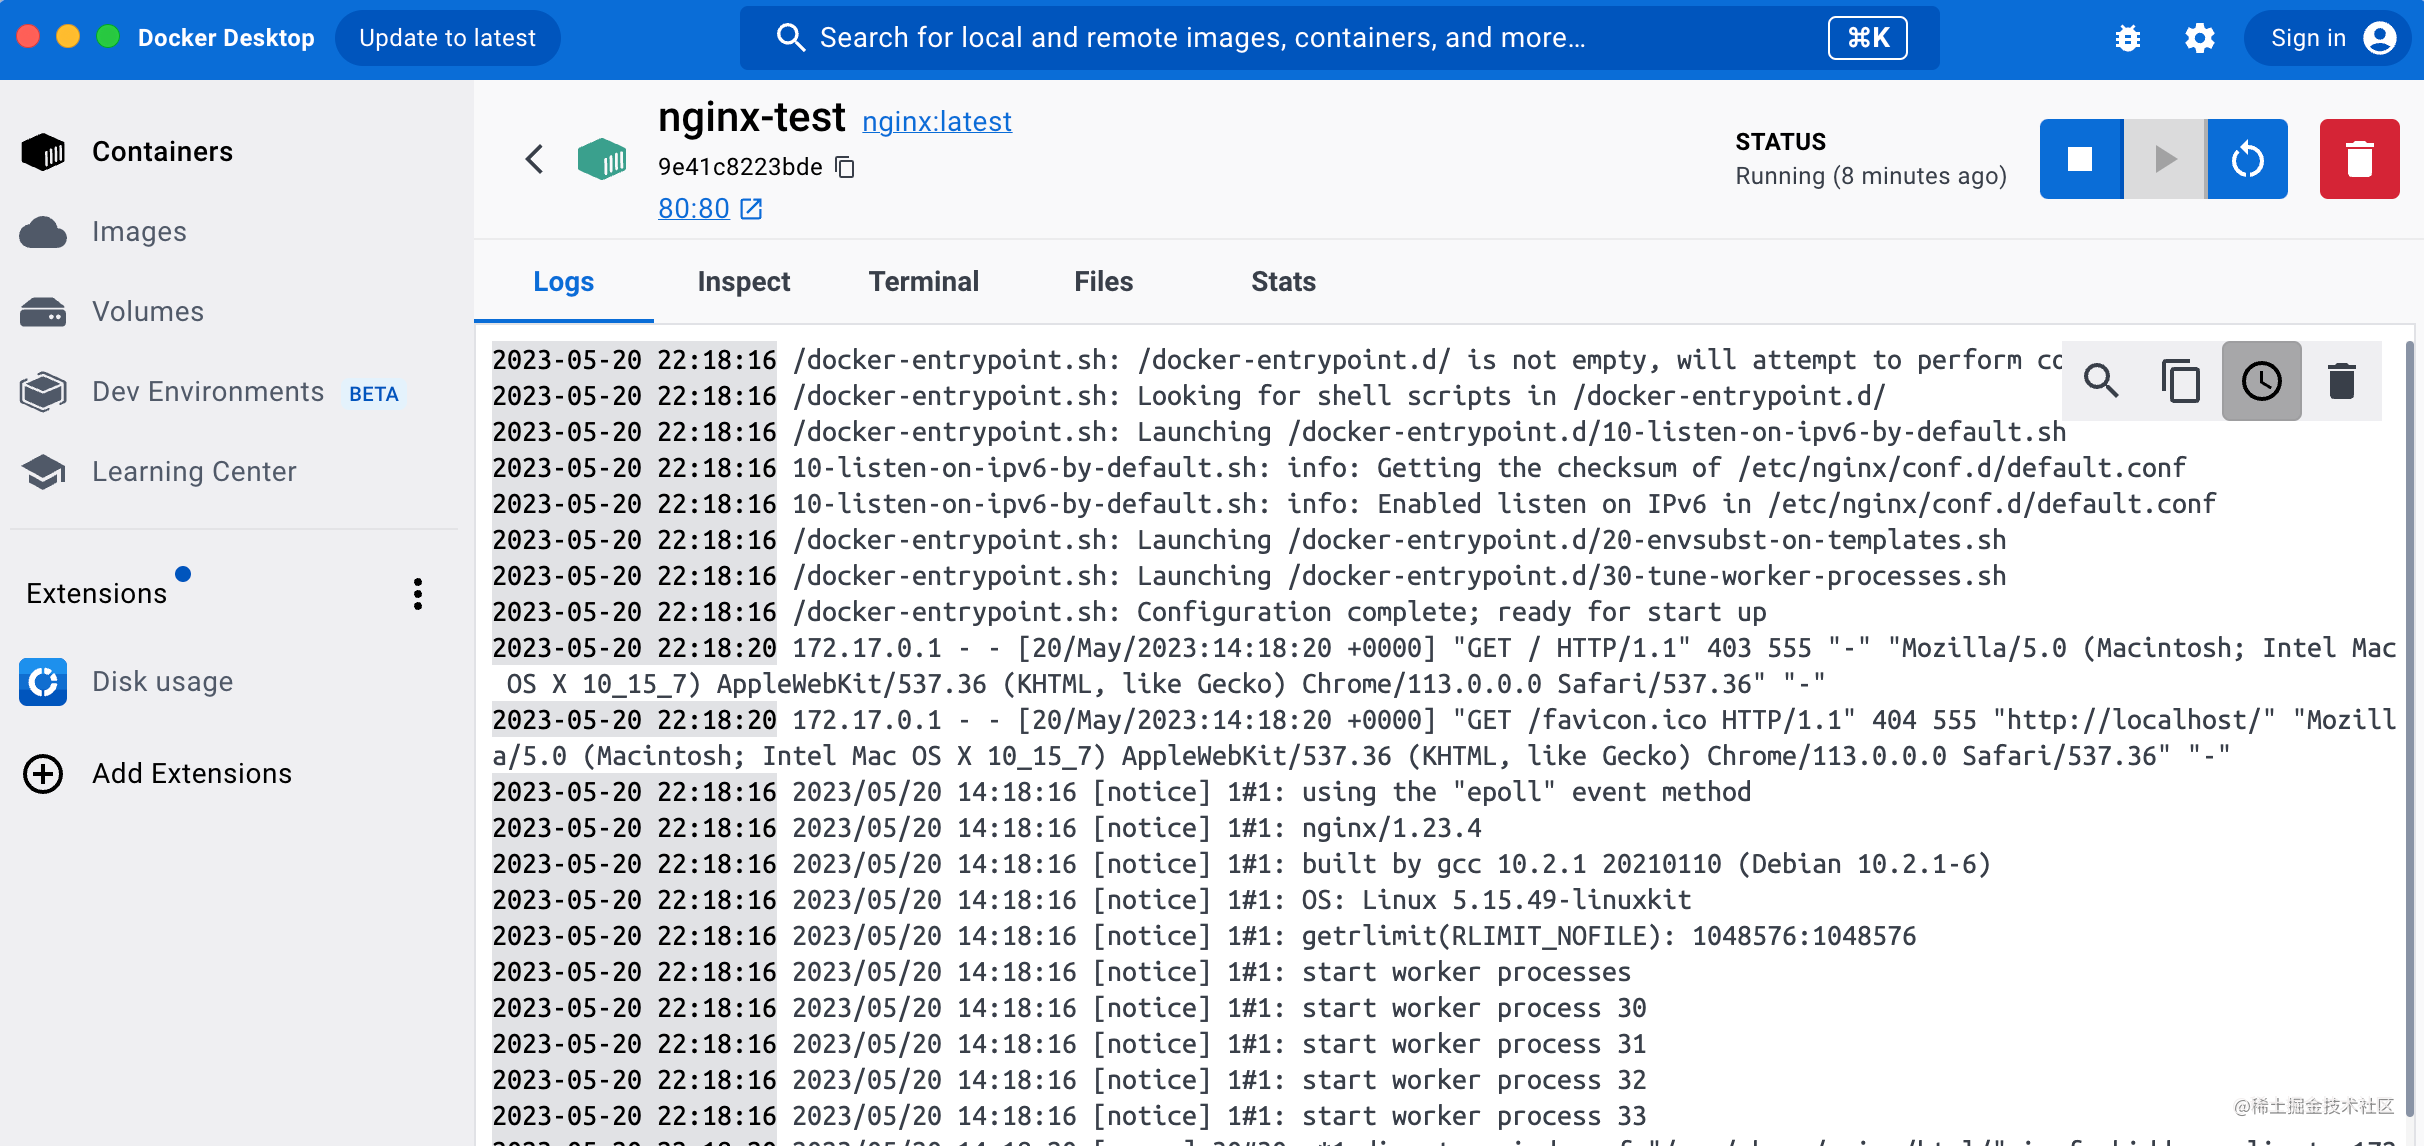 Docker Desktop
Update to latest
Search for local and remote images, containers, and more...
⌘K
Sign in
Containers
Images
Volumes
Dev Environments BETA
Learning Center
Extensions
Disk usage
Add Extensions
nginx-test nginx:latest
9e41c8223bde
80:80
STATUS
Running (8 minutes ago)
Logs Inspect Terminal Files Stats
2023-05-20 22:18:16 /docker-entrypoint.sh: /docker-entrypoint.d/ is not empty, will attempt to perform co
2023-05-20 22:18:16 /docker-entrypoint.sh: Looking for shell scripts in /docker-entrypoint.d/
2023-05-20 22:18:16 /docker-entrypoint.sh: Launching /docker-entrypoint.d/10-listen-on-ipv6-by-default.sh
2023-05-20 22:18:16 10-listen-on-ipv6-by-default.sh: info: Getting the checksum of /etc/nginx/conf.d/default.conf
2023-05-20 22:18:16 10-listen-on-ipv6-by-default.sh: info: Enabled listen on IPv6 in /etc/nginx/conf.d/default.conf
2023-05-20 22:18:16 /docker-entrypoint.sh: Launching /docker-entrypoint.d/20-envsubst-on-templates.sh
2023-05-20 22:18:16 /docker-entrypoint.sh: Launching /docker-entrypoint.d/30-tune-worker-processes.sh
2023-05-20 22:18:16 /docker-entrypoint.sh: Configuration complete; ready for start up
2023-05-20 22:18:20 172.17.0.1 - - [20/May/2023:14:18:20 +0000] "GET / HTTP/1.1" 403 555 "-" "Mozilla/5.0 (Macintosh; Intel Mac
OS X 10_15_7) AppleWebKit/537.36 (KHTML, like Gecko) Chrome/113.0.0.0 Safari/537.36" "-"
2023-05-20 22:18:20 172.17.0.1 - - [20/May/2023:14:18:20 +0000] "GET /favicon.ico HTTP/1.1" 404 555 "http://localhost/" "Mozill
a/5.0 (Macintosh; Intel Mac OS X 10_15_7) AppleWebKit/537.36 (KHTML, like Gecko) Chrome/113.0.0.0 Safari/537.36" "-"
2023-05-20 22:18:16 2023/05/20 14:18:16 [notice] 1#1: using the "epoll" event method
2023-05-20 22:18:16 2023/05/20 14:18:16 [notice] 1#1: nginx/1.23.4
2023-05-20 22:18:16 2023/05/20 14:18:16 [notice] 1#1: built by gcc 10.2.1 20210110 (Debian 10.2.1-6)
2023-05-20 22:18:16 2023/05/20 14:18:16 [notice] 1#1: OS: Linux 5.15.49-linuxkit
2023-05-20 22:18:16 2023/05/20 14:18:16 [notice] 1#1: getrlimit(RLIMIT_NOFILE): 1048576:1048576
2023-05-20 22:18:16 2023/05/20 14:18:16 [notice] 1#1: start worker processes
2023-05-20 22:18:16 2023/05/20 14:18:16 [notice] 1#1: start worker process 30
2023-05-20 22:18:16 2023/05/20 14:18:16 [notice] 1#1: start worker process 31
2023-05-20 22:18:16 2023/05/20 14:18:16 [notice] 1#1: start worker process 32
2023-05-20 22:18:16 2023/05/20 14:18:16 [notice] 1#1: start worker process 33
@稀土掘金技术社区